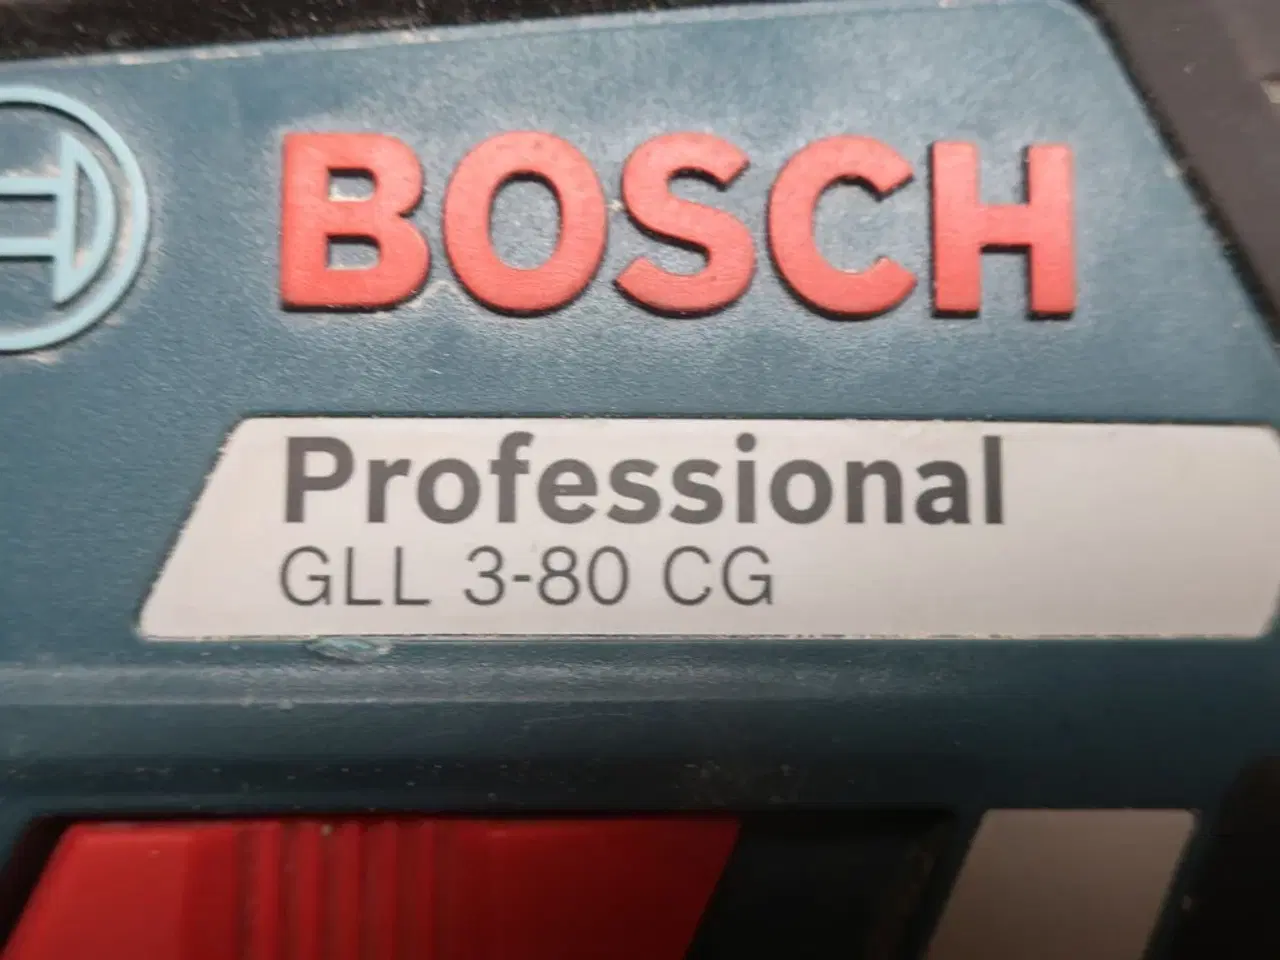 BOSCH
Professional
GLL 3-80 CG